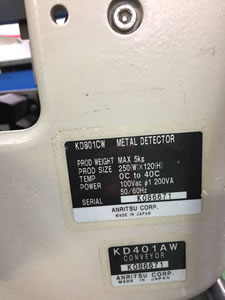 KD801CW METAL DETECTOR
PROD WEIGHT MAX 5kg
PROD SIZE 250(W)×120(H)
TEMP 0C to 40C
POWER 100Vac φ1 200VA
50/60Hz
SERIAL K086671
ANRITSU CORP.
MADE IN JAPAN
KD401AW
CONVEYOR
K086671
ANRITSU CORP.
MADE IN JAPAN